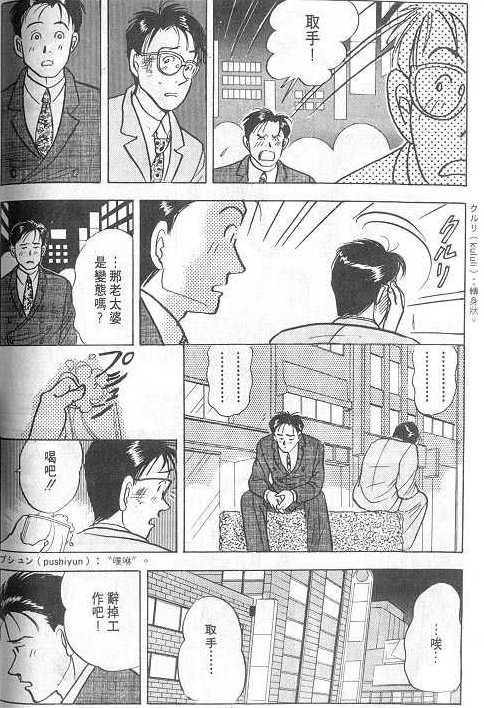 取手！
クルリ
クルリ（kululi）：轉身狀。
…那老太婆
是變態嗎？
………
………
プシュン
喝吧!!
プシュン（pushiyun）：〝噗咻〞。
…唉…
取手……
辭掉工
作吧！